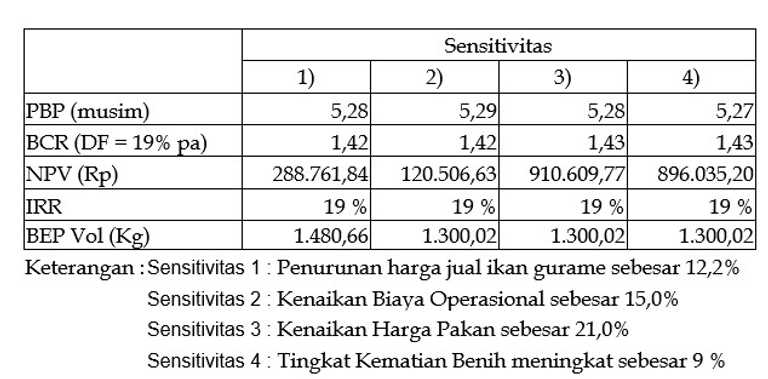 Sensitivitas
1) 2) 3) 4)
PBP (musim) 5,28 5,29 5,28 5,27
BCR (DF = 19% pa) 1,42 1,42 1,43 1,43
NPV (Rp) 288.761,84 120.506,63 910.609,77 896.035,20
IRR 19 % 19 % 19 % 19 %
BEP Vol (Kg) 1.480,66 1.300,02 1.300,02 1.300,02
Keterangan : Sensitivitas 1 : Penurunan harga jual ikan gurame sebesar 12,2%
Sensitivitas 2 : Kenaikan Biaya Operasional sebesar 15,0%
Sensitivitas 3 : Kenaikan Harga Pakan sebesar 21,0%
Sensitivitas 4 : Tingkat Kematian Benih meningkat sebesar 9 %